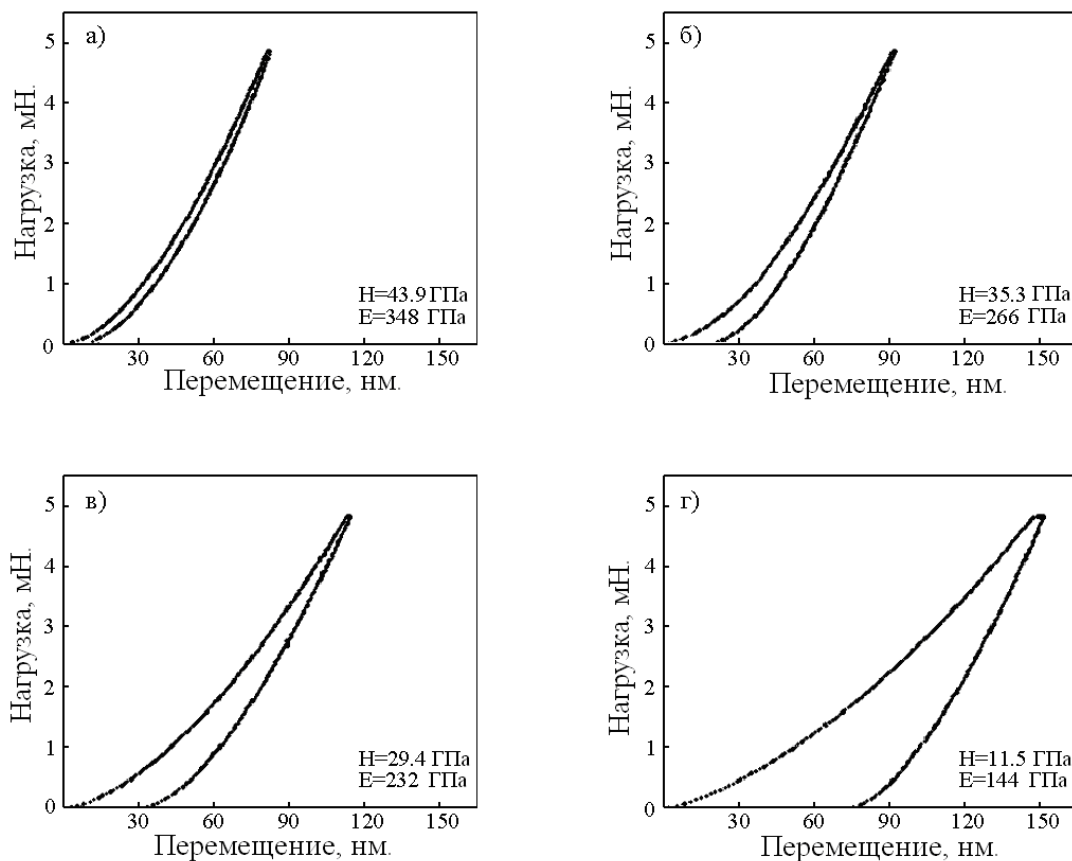 а)
Нагрузка, мН.
5
4
3
2
1
0
H=43.9 ГПа
E=348 ГПа
30 60 90 120 150
Перемещение, нм.
б)
Нагрузка, мН.
5
4
3
2
1
0
H=35.3 ГПа
E=266 ГПа
30 60 90 120 150
Перемещение, нм.
в)
Нагрузка, мН.
5
4
3
2
1
0
H=29.4 ГПа
E=232 ГПа
30 60 90 120 150
Перемещение, нм.
г)
Нагрузка, мН.
5
4
3
2
1
0
H=11.5 ГПа
E=144 ГПа
30 60 90 120 150
Перемещение, нм.